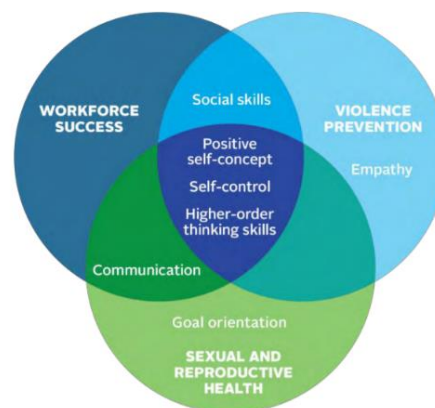 Social skills
WORKFORCE
SUCCESS
VIOLENCE
PREVENTION
Positive
self-concept
Self-control
Higher-order
thinking skills
Empathy
Communication
Goal orientation
SEXUAL AND
REPRODUCTIVE
HEALTH